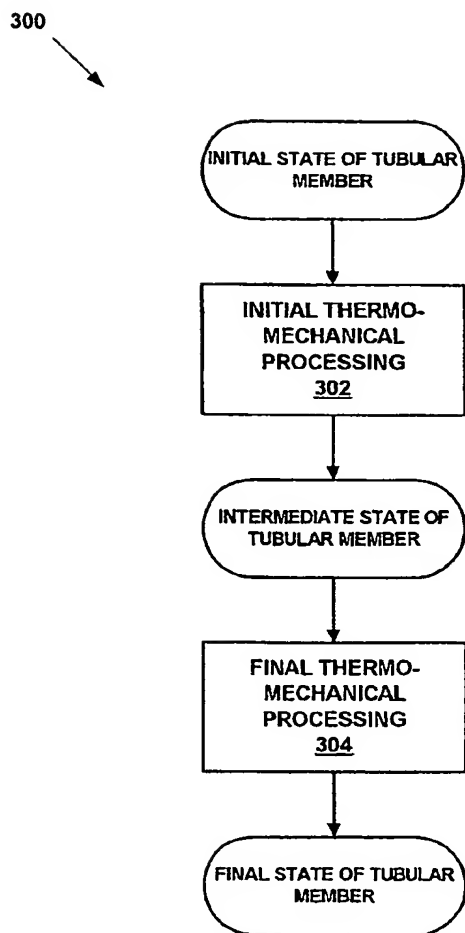 300
INITIAL STATE OF TUBULAR
MEMBER
INITIAL THERMO-
MECHANICAL
PROCESSING
302
INTERMEDIATE STATE OF
TUBULAR MEMBER
FINAL THERMO-
MECHANICAL
PROCESSING
304
FINAL STATE OF TUBULAR
MEMBER